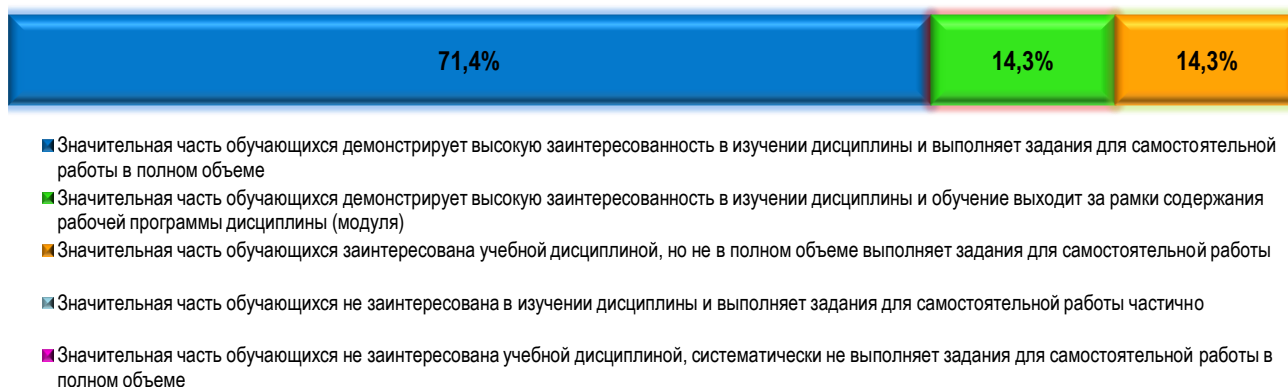 71,4% 14,3% 14,3%
Значительная часть обучающихся демонстрирует высокую заинтересованность в изучении дисциплины и выполняет задания для самостоятельной
работы в полном объеме
Значительная часть обучающихся демонстрирует высокую заинтересованность в изучении дисциплины и обучение выходит за рамки содержания
рабочей программы дисциплины (модуля)
Значительная часть обучающихся заинтересована учебной дисциплиной, но не в полном объеме выполняет задания для самостоятельной работы
Значительная часть обучающихся не заинтересована в изучении дисциплины и выполняет задания для самостоятельной работы частично
Значительная часть обучающихся не заинтересована учебной дисциплиной, систематически не выполняет задания для самостоятельной работы в
полном объеме